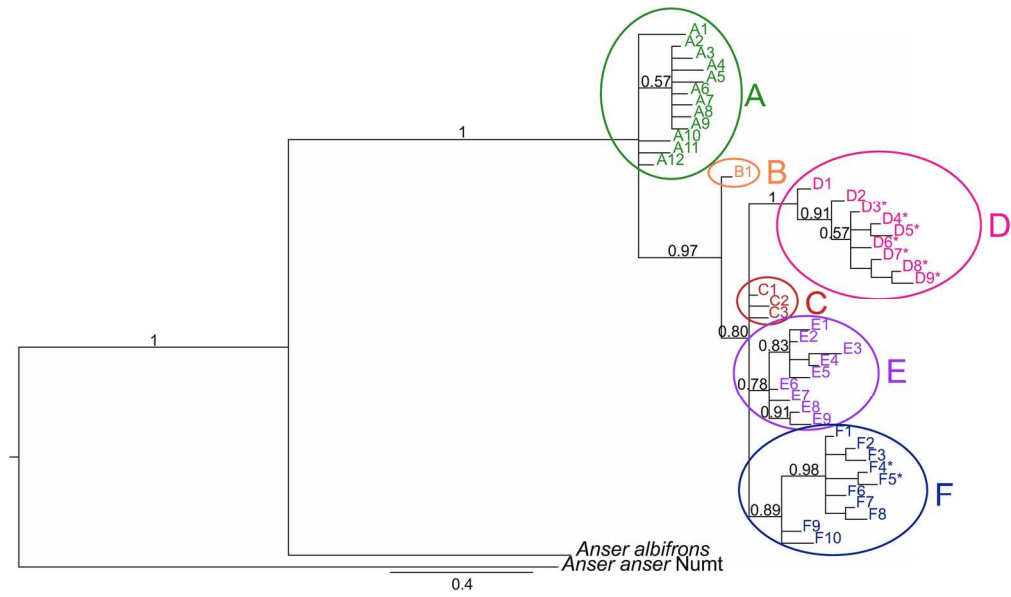 A1
A2
A3
A4
A5
0.57
A6
A
A7
A8
A9
1
A10
A11
A12
B1
B
D1
1
D2
0.91
D3*
D4*
D
0.57
D5*
D6*
D7*
0.97
D8*
D9*
C1
C2
C
C3
E1
0.80
E2
0.83
E3
1
E4
E5
E
0.78
E6
E7
E8
0.91
E9
F1
F2
F3
0.98
F4*
F5*
F6
F
F7
0.89
F8
F9
F10
Anser albifrons
Anser anser Numt
0.4